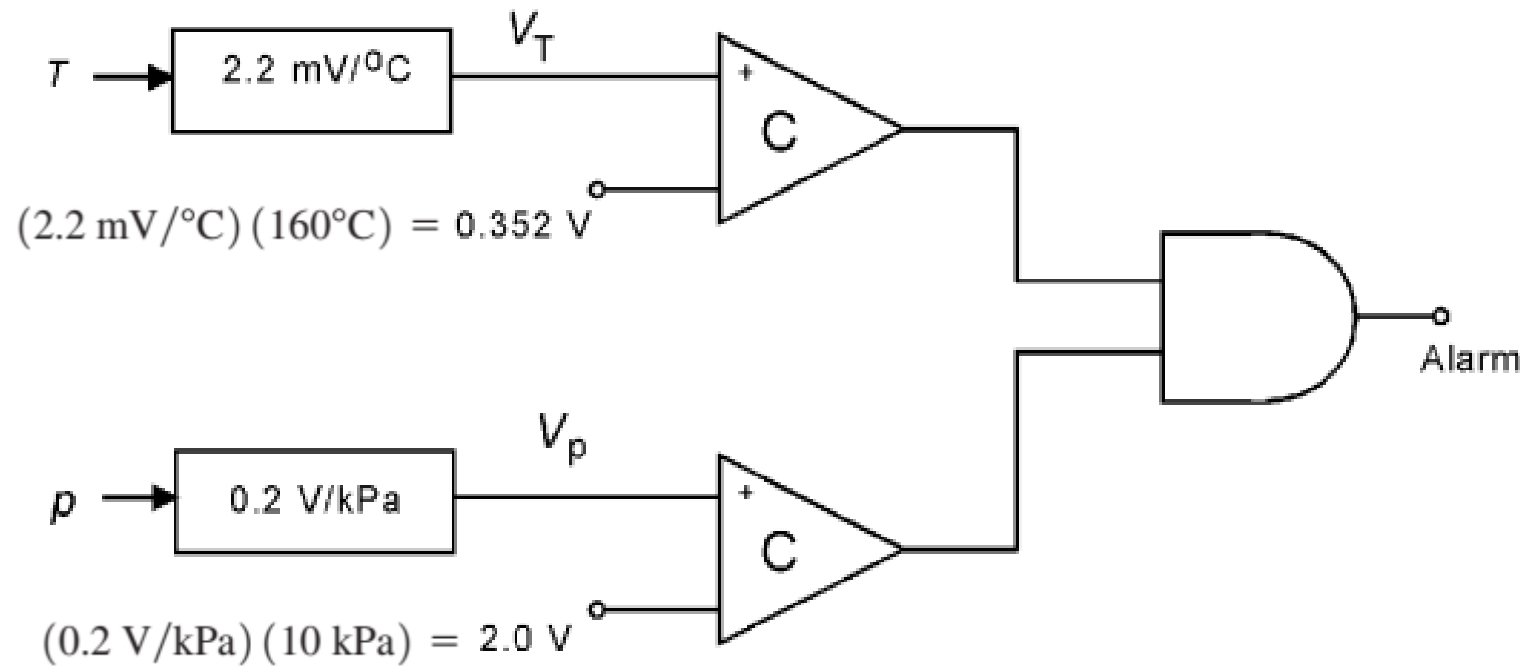 V_T
T
2.2 mV/⁰C
+
C
(2.2 mV/°C) (160°C) = 0.352 V
Alarm
V_p
p
0.2 V/kPa
+
C
(0.2 V/kPa) (10 kPa) = 2.0 V